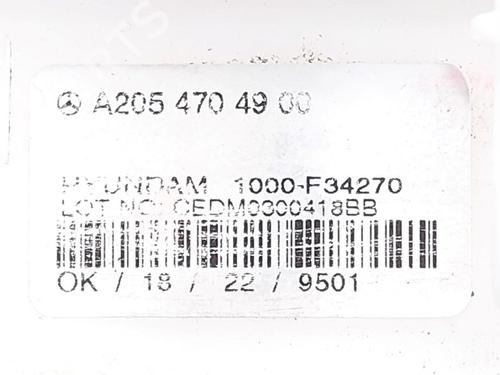 A205 470 49 00
HYUNDAM 1000-F34270
LOT NO: CEDM0300418BB
OK / 18 / 22 / 9501